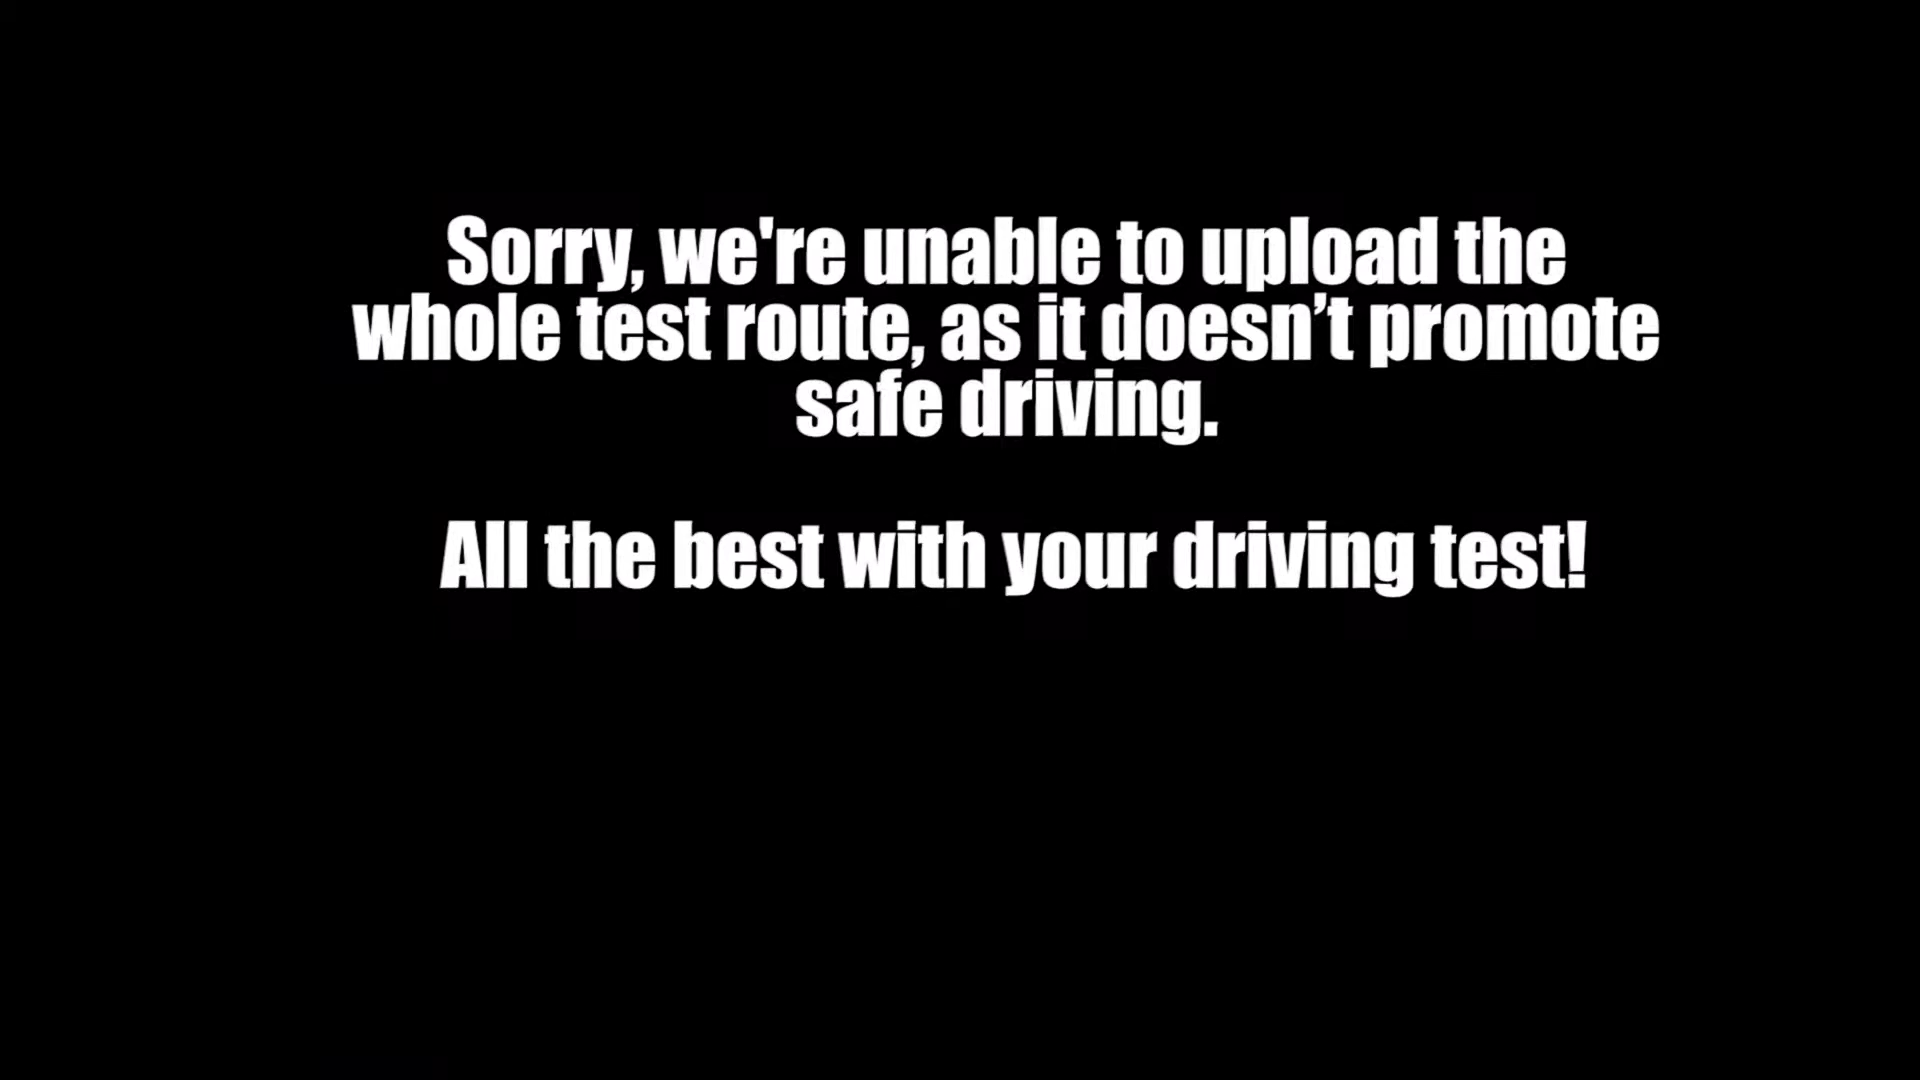 Sorry, we're unable to upload the
whole test route, as it doesn’t promote
safe driving.
All the best with your driving test!